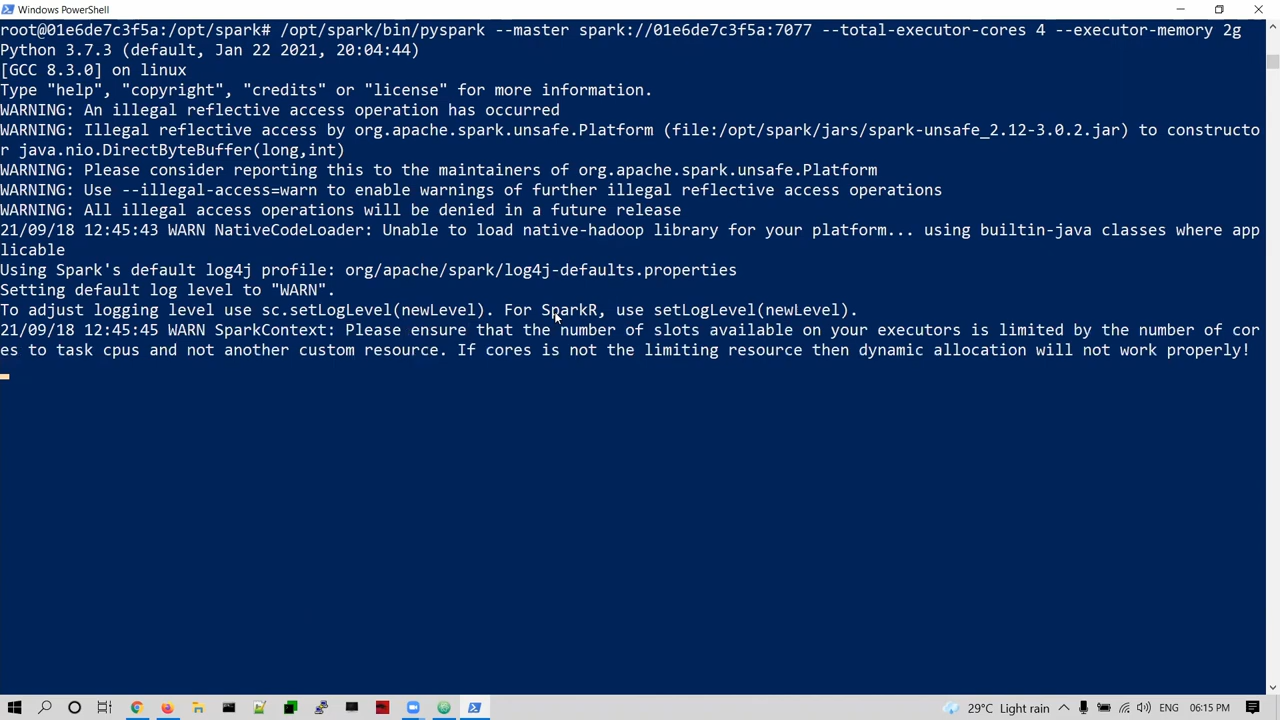 Windows PowerShell
root@01e6de7c3f5a:/opt/spark# /opt/spark/bin/pyspark --master spark://01e6de7c3f5a:7077 --total-executor-cores 4 --executor-memory 2g
Python 3.7.3 (default, Jan 22 2021, 20:04:44)
[GCC 8.3.0] on linux
Type "help", "copyright", "credits" or "license" for more information.
WARNING: An illegal reflective access operation has occurred
WARNING: Illegal reflective access by org.apache.spark.unsafe.Platform (file:/opt/spark/jars/spark-unsafe_2.12-3.0.2.jar) to constructo
r java.nio.DirectByteBuffer(long,int)
WARNING: Please consider reporting this to the maintainers of org.apache.spark.unsafe.Platform
WARNING: Use --illegal-access=warn to enable warnings of further illegal reflective access operations
WARNING: All illegal access operations will be denied in a future release
21/09/18 12:45:43 WARN NativeCodeLoader: Unable to load native-hadoop library for your platform... using builtin-java classes where app
licable
Using Spark's default log4j profile: org/apache/spark/log4j-defaults.properties
Setting default log level to "WARN".
To adjust logging level use sc.setLogLevel(newLevel). For SparkR, use setLogLevel(newLevel).
21/09/18 12:45:45 WARN SparkContext: Please ensure that the number of slots available on your executors is limited by the number of cor
es to task cpus and not another custom resource. If cores is not the limiting resource then dynamic allocation will not work properly!
29°C Light rain ENG 06:15 PM